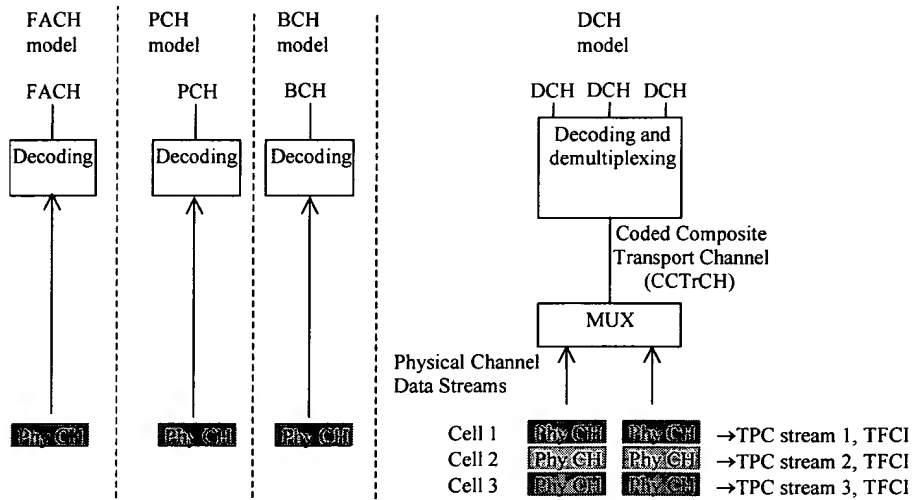 FACH model
PCH model
BCH model
DCH model
FACH
PCH
BCH
DCH DCH DCH
Decoding
Decoding
Decoding
Decoding and
demultiplexing
Coded Composite
Transport Channel
(CCTrCH)
MUX
Physical Channel
Data Streams
Phy CH
Phy CH
Phy CH
Cell 1 Phy CH Phy CH →TPC stream 1, TFCI
Cell 2 Phy CH Phy CH →TPC stream 2, TFCI
Cell 3 Phy CH Phy CH →TPC stream 3, TFCI